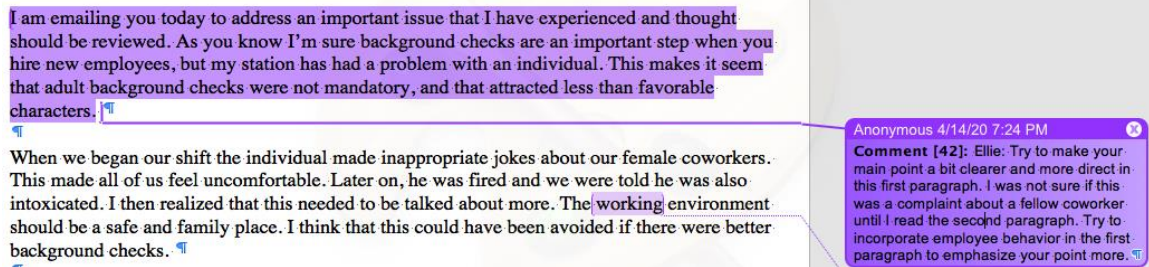 I am emailing you today to address an important issue that I have experienced and thought
should be reviewed. As you know I’m sure background checks are an important step when you
hire new employees, but my station has had a problem with an individual. This makes it seem
that adult background checks were not mandatory, and that attracted less than favorable
characters. ¶
¶
When we began our shift the individual made inappropriate jokes about our female coworkers.
This made all of us feel uncomfortable. Later on, he was fired and we were told he was also
intoxicated. I then realized that this needed to be talked about more. The working environment
should be a safe and family place. I think that this could have been avoided if there were better
background checks. ¶
Anonymous 4/14/20 7:24 PM
Comment [42]: Ellie: Try to make your
main point a bit clearer and more direct in
this first paragraph. I was not sure if this
was a complaint about a fellow coworker
until I read the second paragraph. Try to
incorporate employee behavior in the first
paragraph to emphasize your point more. ¶